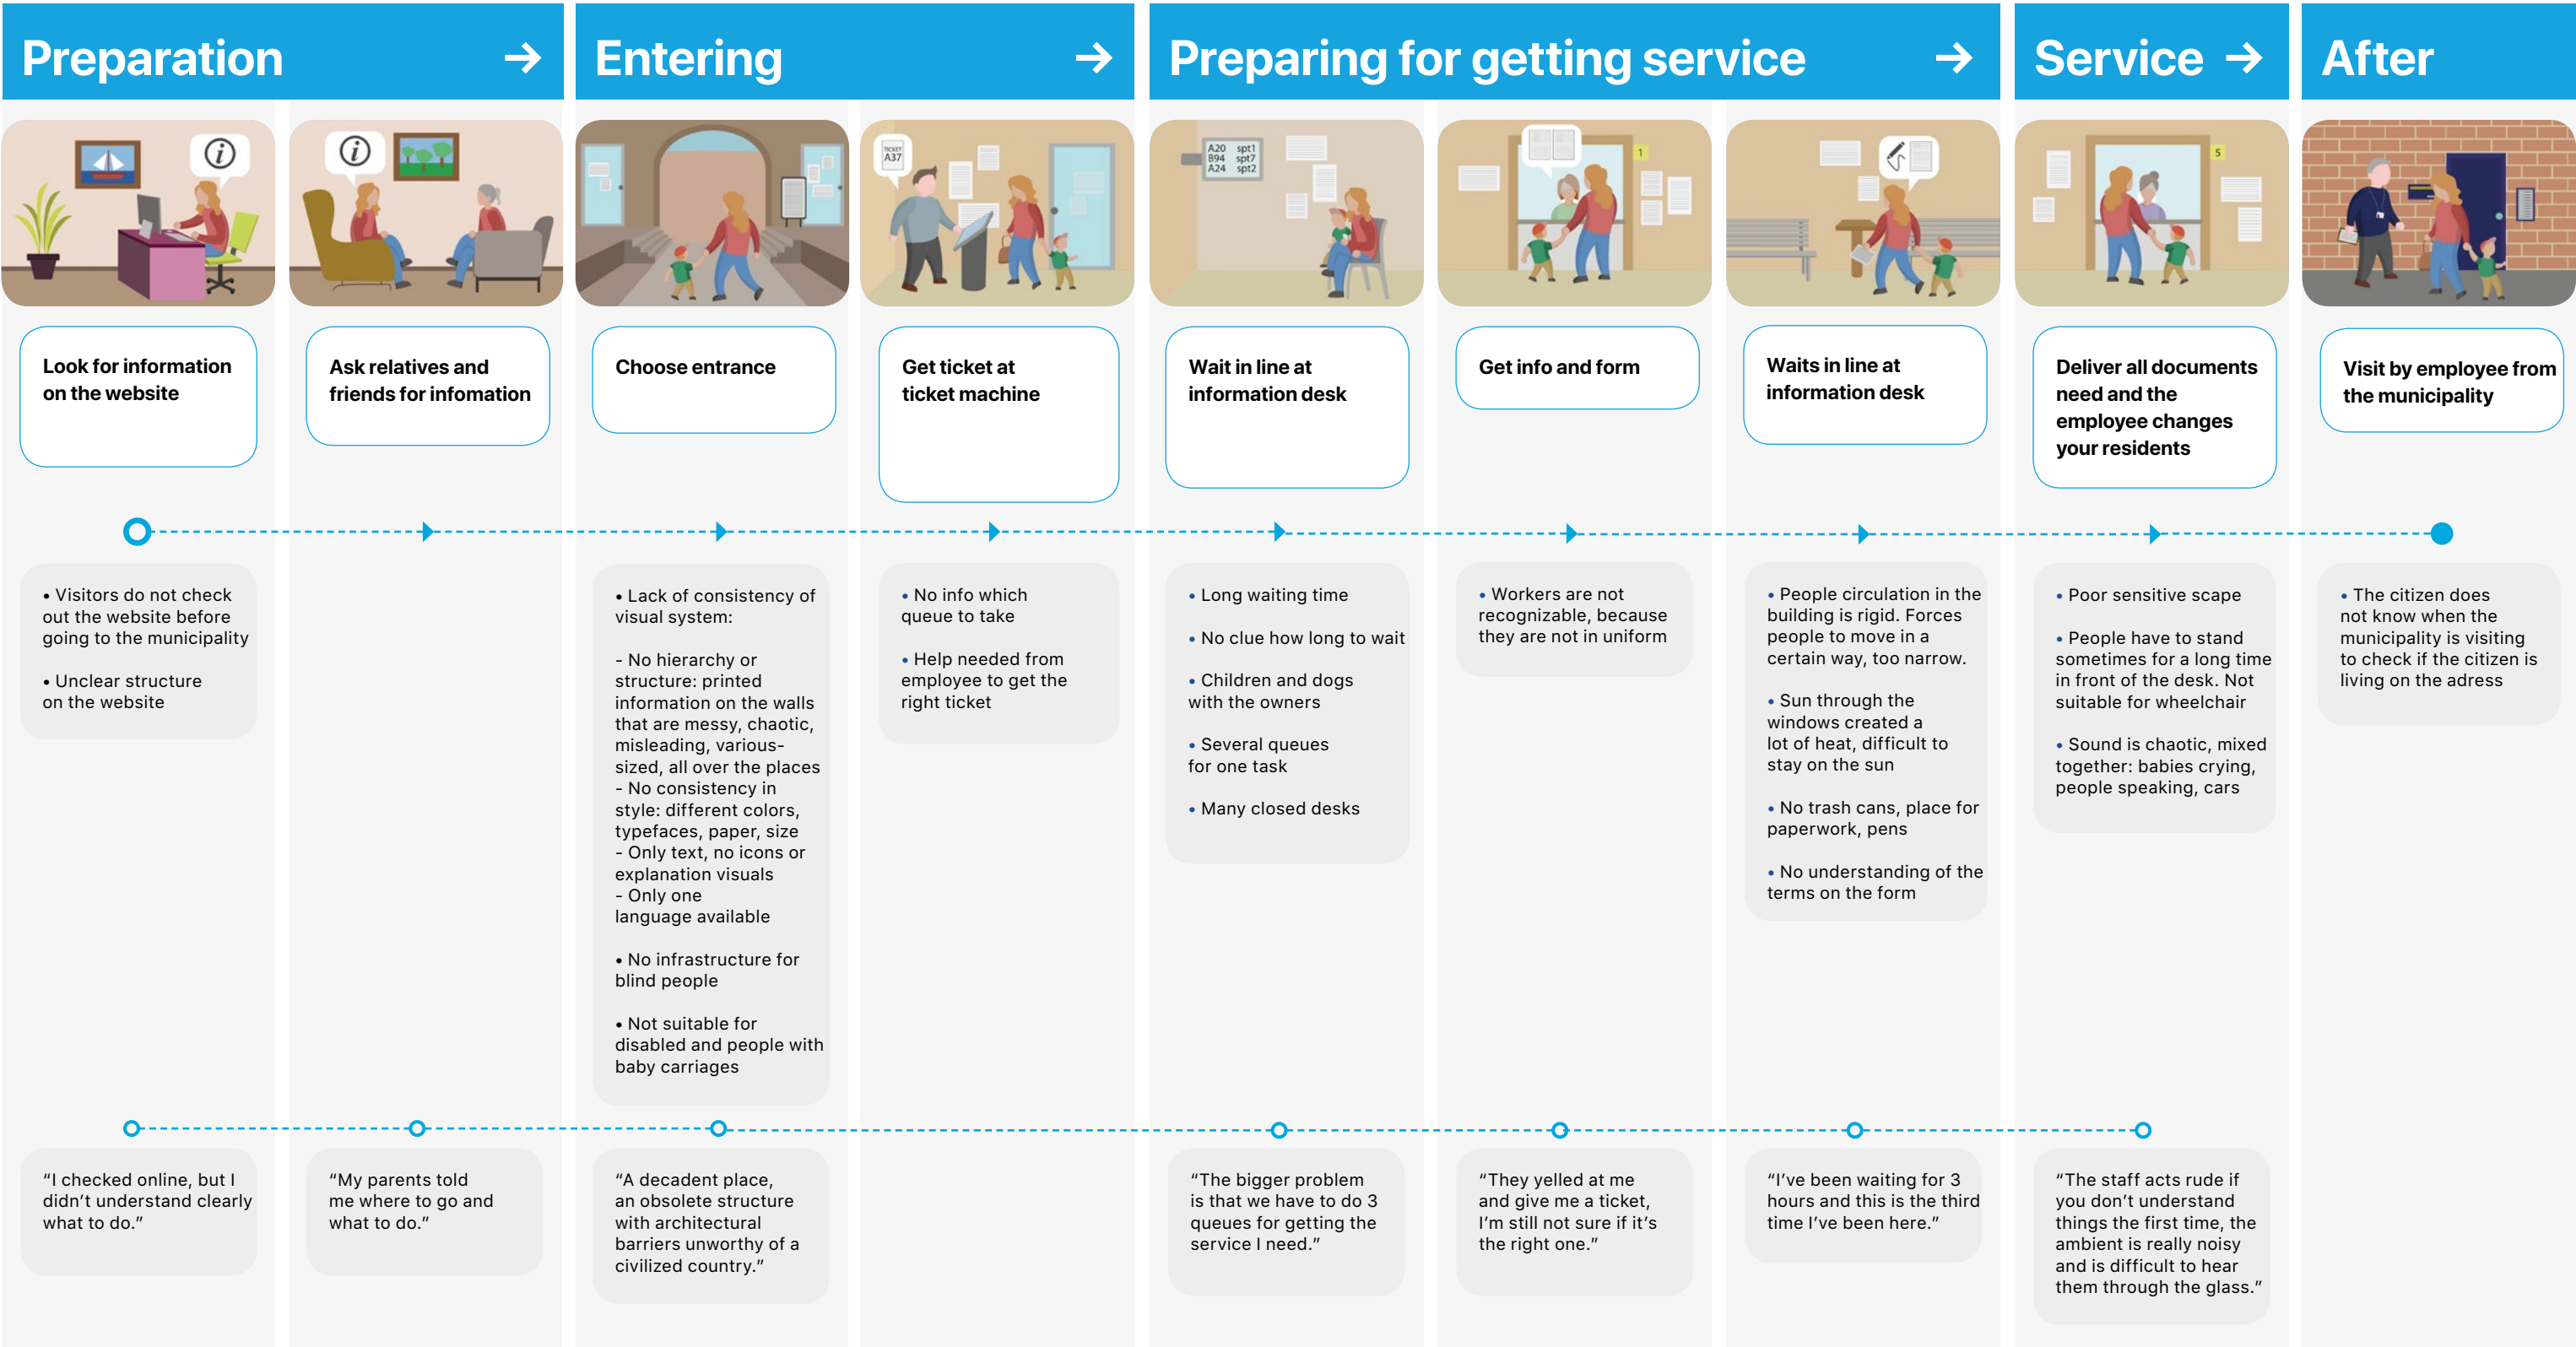 Preparation →
Entering →
Preparing for getting service →
Service →
After
TICKET
A37
A20 spt1
B94 spt7
A24 spt2
1
5
Look for information
on the website
Ask relatives and
friends for infomation
Choose entrance
Get ticket at
ticket machine
Wait in line at
information desk
Get info and form
Waits in line at
information desk
Deliver all documents
need and the
employee changes
your residents
Visit by employee from
the municipality
• Visitors do not check
out the website before
going to the municipality
• Unclear structure
on the website
• Lack of consistency of
visual system:
- No hierarchy or
structure: printed
information on the walls
that are messy, chaotic,
misleading, various-
sized, all over the places
- No consistency in
style: different colors,
typefaces, paper, size
- Only text, no icons or
explanation visuals
- Only one
language available
• No infrastructure for
blind people
• Not suitable for
disabled and people with
baby carriages
• No info which
queue to take
• Help needed from
employee to get the
right ticket
• Long waiting time
• No clue how long to wait
• Children and dogs
with the owners
• Several queues
for one task
• Many closed desks
• Workers are not
recognizable, because
they are not in uniform
• People circulation in the
building is rigid. Forces
people to move in a
certain way, too narrow.
• Sun through the
windows created a
lot of heat, difficult to
stay on the sun
• No trash cans, place for
paperwork, pens
• No understanding of the
terms on the form
• Poor sensitive scape
• People have to stand
sometimes for a long time
in front of the desk. Not
suitable for wheelchair
• Sound is chaotic, mixed
together: babies crying,
people speaking, cars
• The citizen does
not know when the
municipality is visiting
to check if the citizen is
living on the adress
“I checked online, but I
didn’t understand clearly
what to do.”
“My parents told
me where to go and
what to do.”
“A decadent place,
an obsolete structure
with architectural
barriers unworthy of a
civilized country.”
“The bigger problem
is that we have to do 3
queues for getting the
service I need.”
“They yelled at me
and give me a ticket,
I’m still not sure if it’s
the right one.”
“I’ve been waiting for 3
hours and this is the third
time I’ve been here.”
“The staff acts rude if
you don’t understand
things the first time, the
ambient is really noisy
and is difficult to hear
them through the glass.”